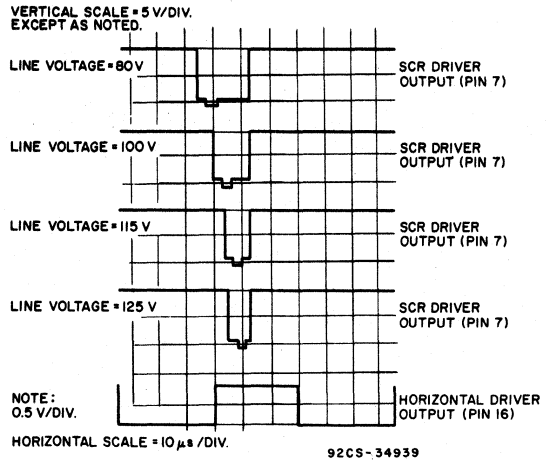 VERTICAL SCALE = 5 V/DIV.
EXCEPT AS NOTED.
LINE VOLTAGE = 80 V
SCR DRIVER
OUTPUT (PIN 7)
LINE VOLTAGE = 100 V
SCR DRIVER
OUTPUT (PIN 7)
LINE VOLTAGE = 115 V
SCR DRIVER
OUTPUT (PIN 7)
LINE VOLTAGE = 125 V
SCR DRIVER
OUTPUT (PIN 7)
NOTE:
0.5 V/DIV.
HORIZONTAL DRIVER
OUTPUT (PIN 16)
HORIZONTAL SCALE = 10 μs /DIV.
92CS-34939